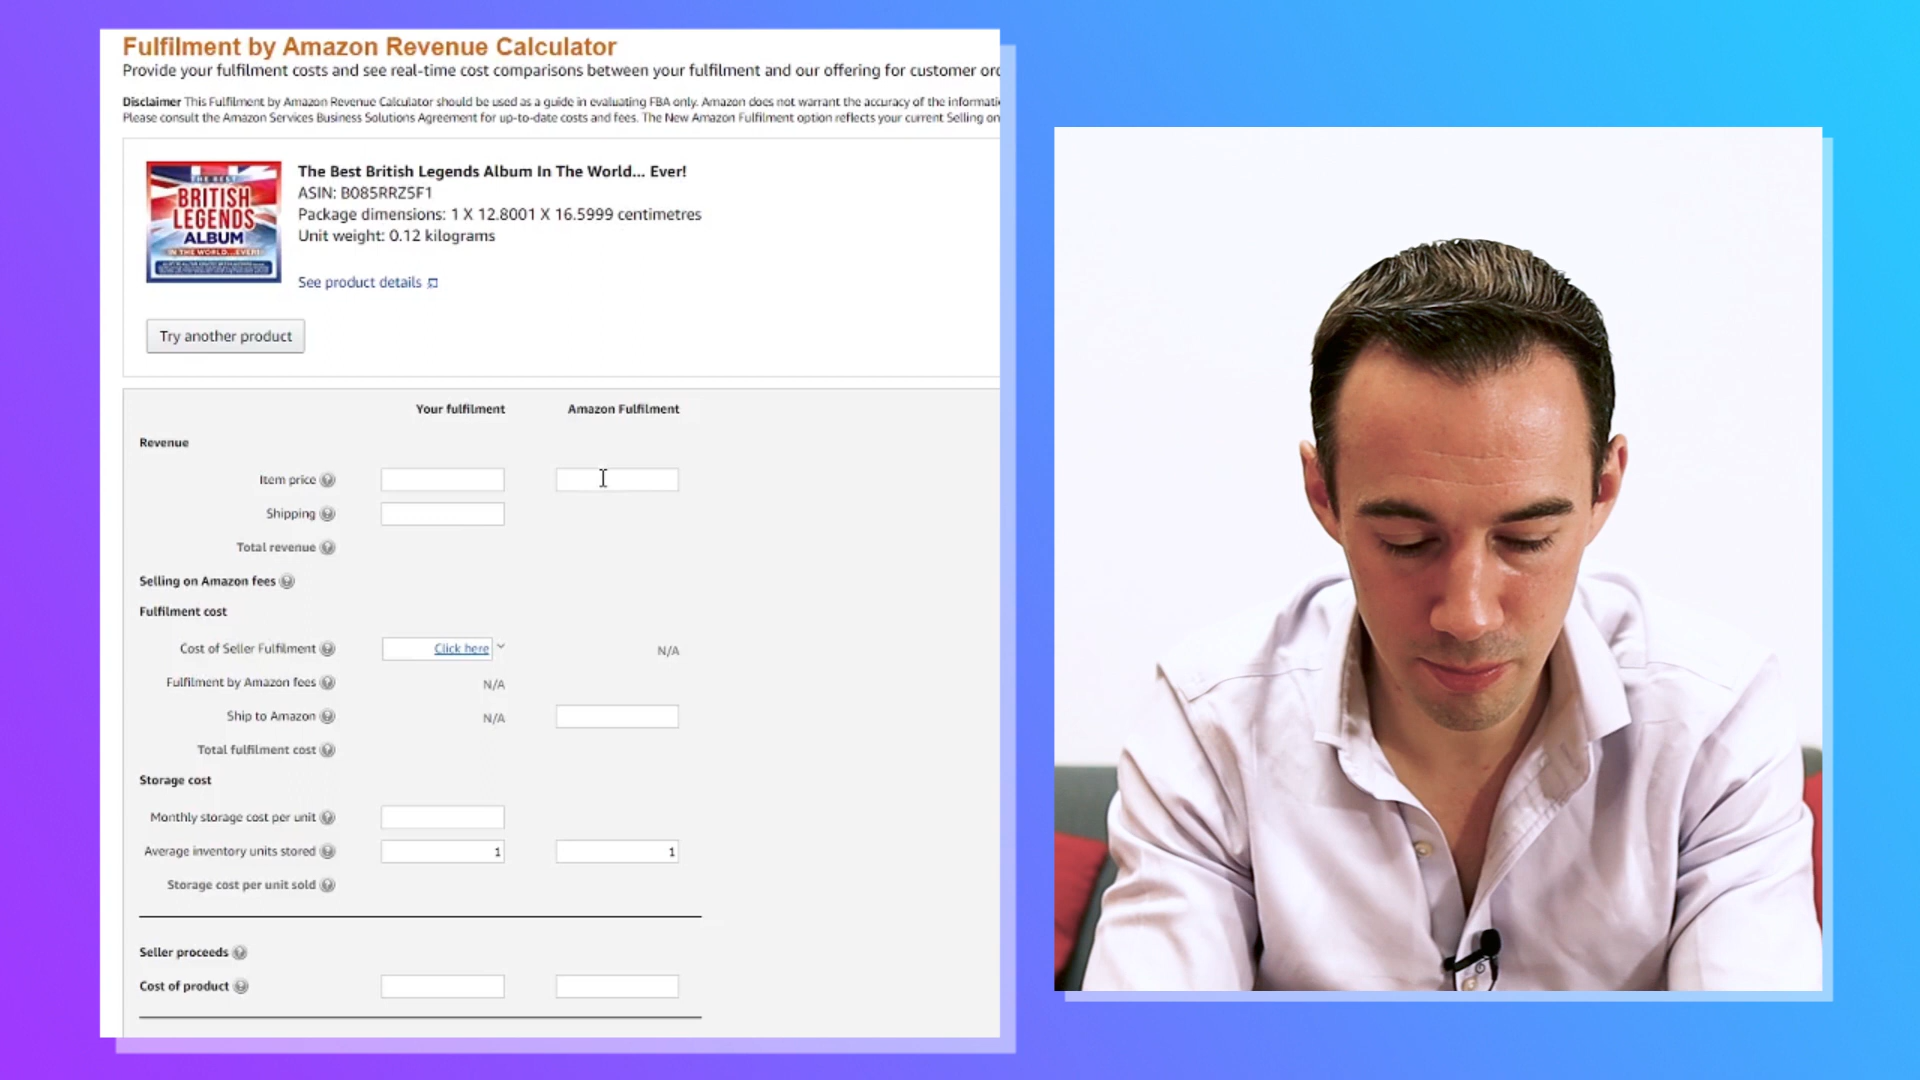 Fulfilment by Amazon Revenue Calculator
Provide your fulfilment costs and see real-time cost comparisons between your fulfilment and our offering for customer orc
Disclaimer This Fulfilment by Amazon Revenue Calculator should be used as a guide in evaluating FBA only. Amazon does not warrant the accuracy of the informati
Please consult the Amazon Services Business Solutions Agreement for up-to-date costs and fees. The New Amazon Fulfilment option reflects your current Selling on
THE BEST
BRITISH
LEGENDS
ALBUM
IN THE WORLD... EVER!
The Best British Legends Album In The World... Ever!
ASIN: B085RRZ5F1
Package dimensions: 1 X 12.8001 X 16.5999 centimetres
Unit weight: 0.12 kilograms
See product details
Try another product
Your fulfilment Amazon Fulfilment
Revenue
Item price
Shipping
Total revenue
Selling on Amazon fees
Fulfilment cost
Cost of Seller Fulfilment Click here N/A
Fulfilment by Amazon fees N/A
Ship to Amazon N/A
Total fulfilment cost
Storage cost
Monthly storage cost per unit
Average inventory units stored 1 1
Storage cost per unit sold
Seller proceeds
Cost of product